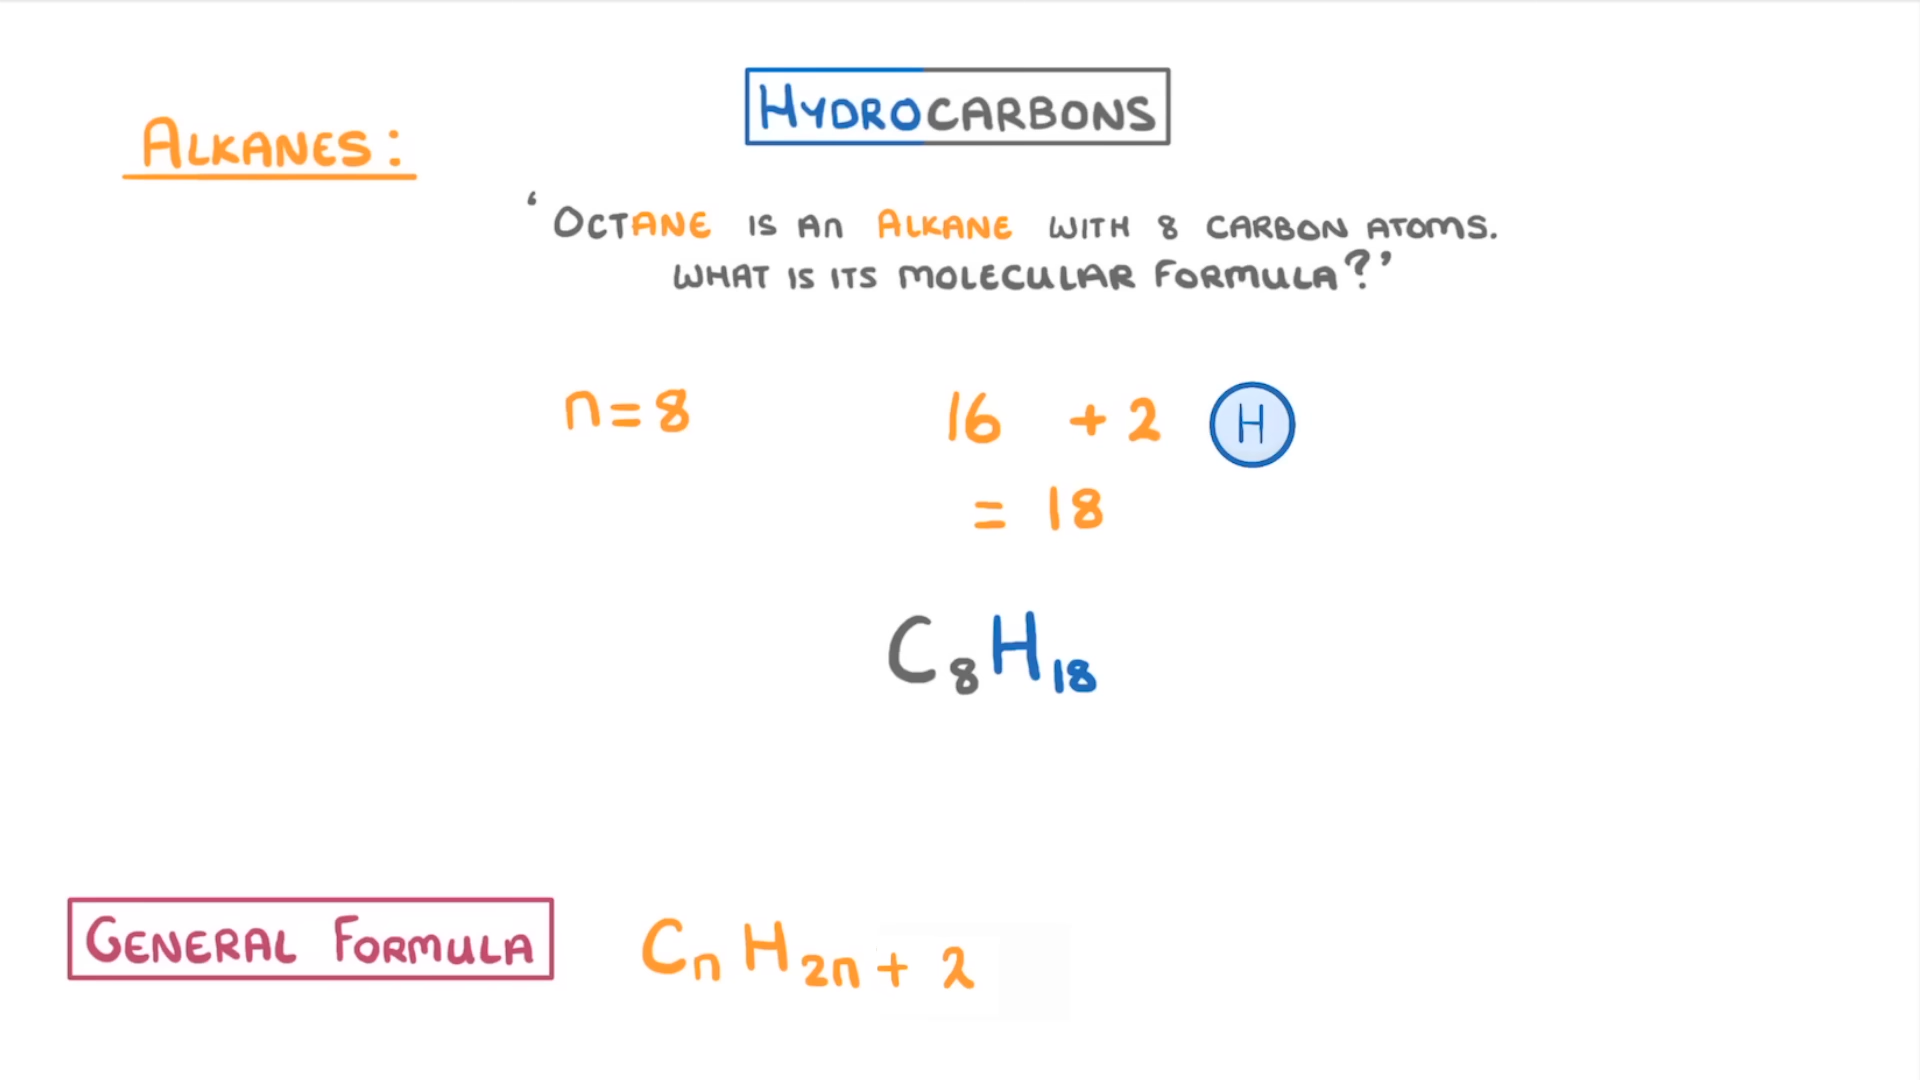 HYDROCARBONS
ALKANES:
‘OCTANE IS AN ALKANE WITH 8 CARBON ATOMS.
WHAT IS ITS MOLECULAR FORMULA?’
n=8 16 + 2 H
= 18
C₈H₁₈
GENERAL FORMULA CₙH₂ₙ₊₂